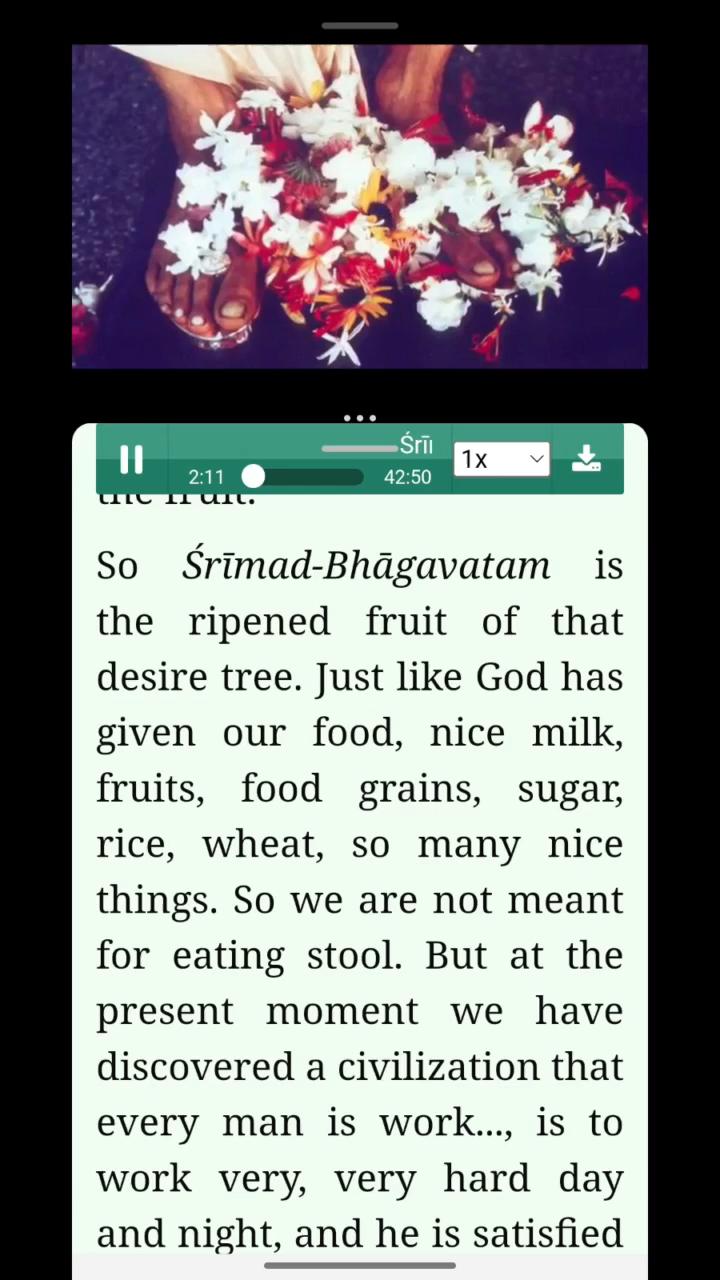 Śrī
2:11
42:50
1x
the fruit.
So Śrīmad-Bhāgavatam is
the ripened fruit of that
desire tree. Just like God has
given our food, nice milk,
fruits, food grains, sugar,
rice, wheat, so many nice
things. So we are not meant
for eating stool. But at the
present moment we have
discovered a civilization that
every man is work..., is to
work very, very hard day
and night, and he is satisfied